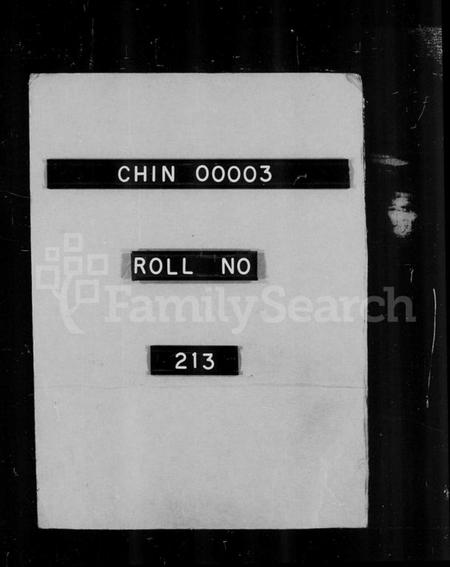 CHIN 00003
ROLL NO
FamilySearch
213